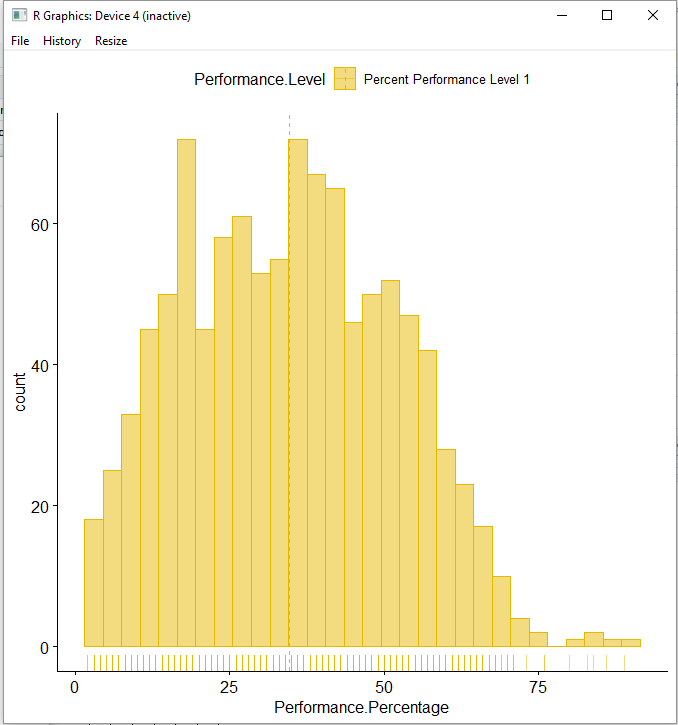 R Graphics: Device 4 (inactive)
File History Resize
Performance.Level Percent Performance Level 1
60
40
20
0
count
0 25 50 75
Performance.Percentage